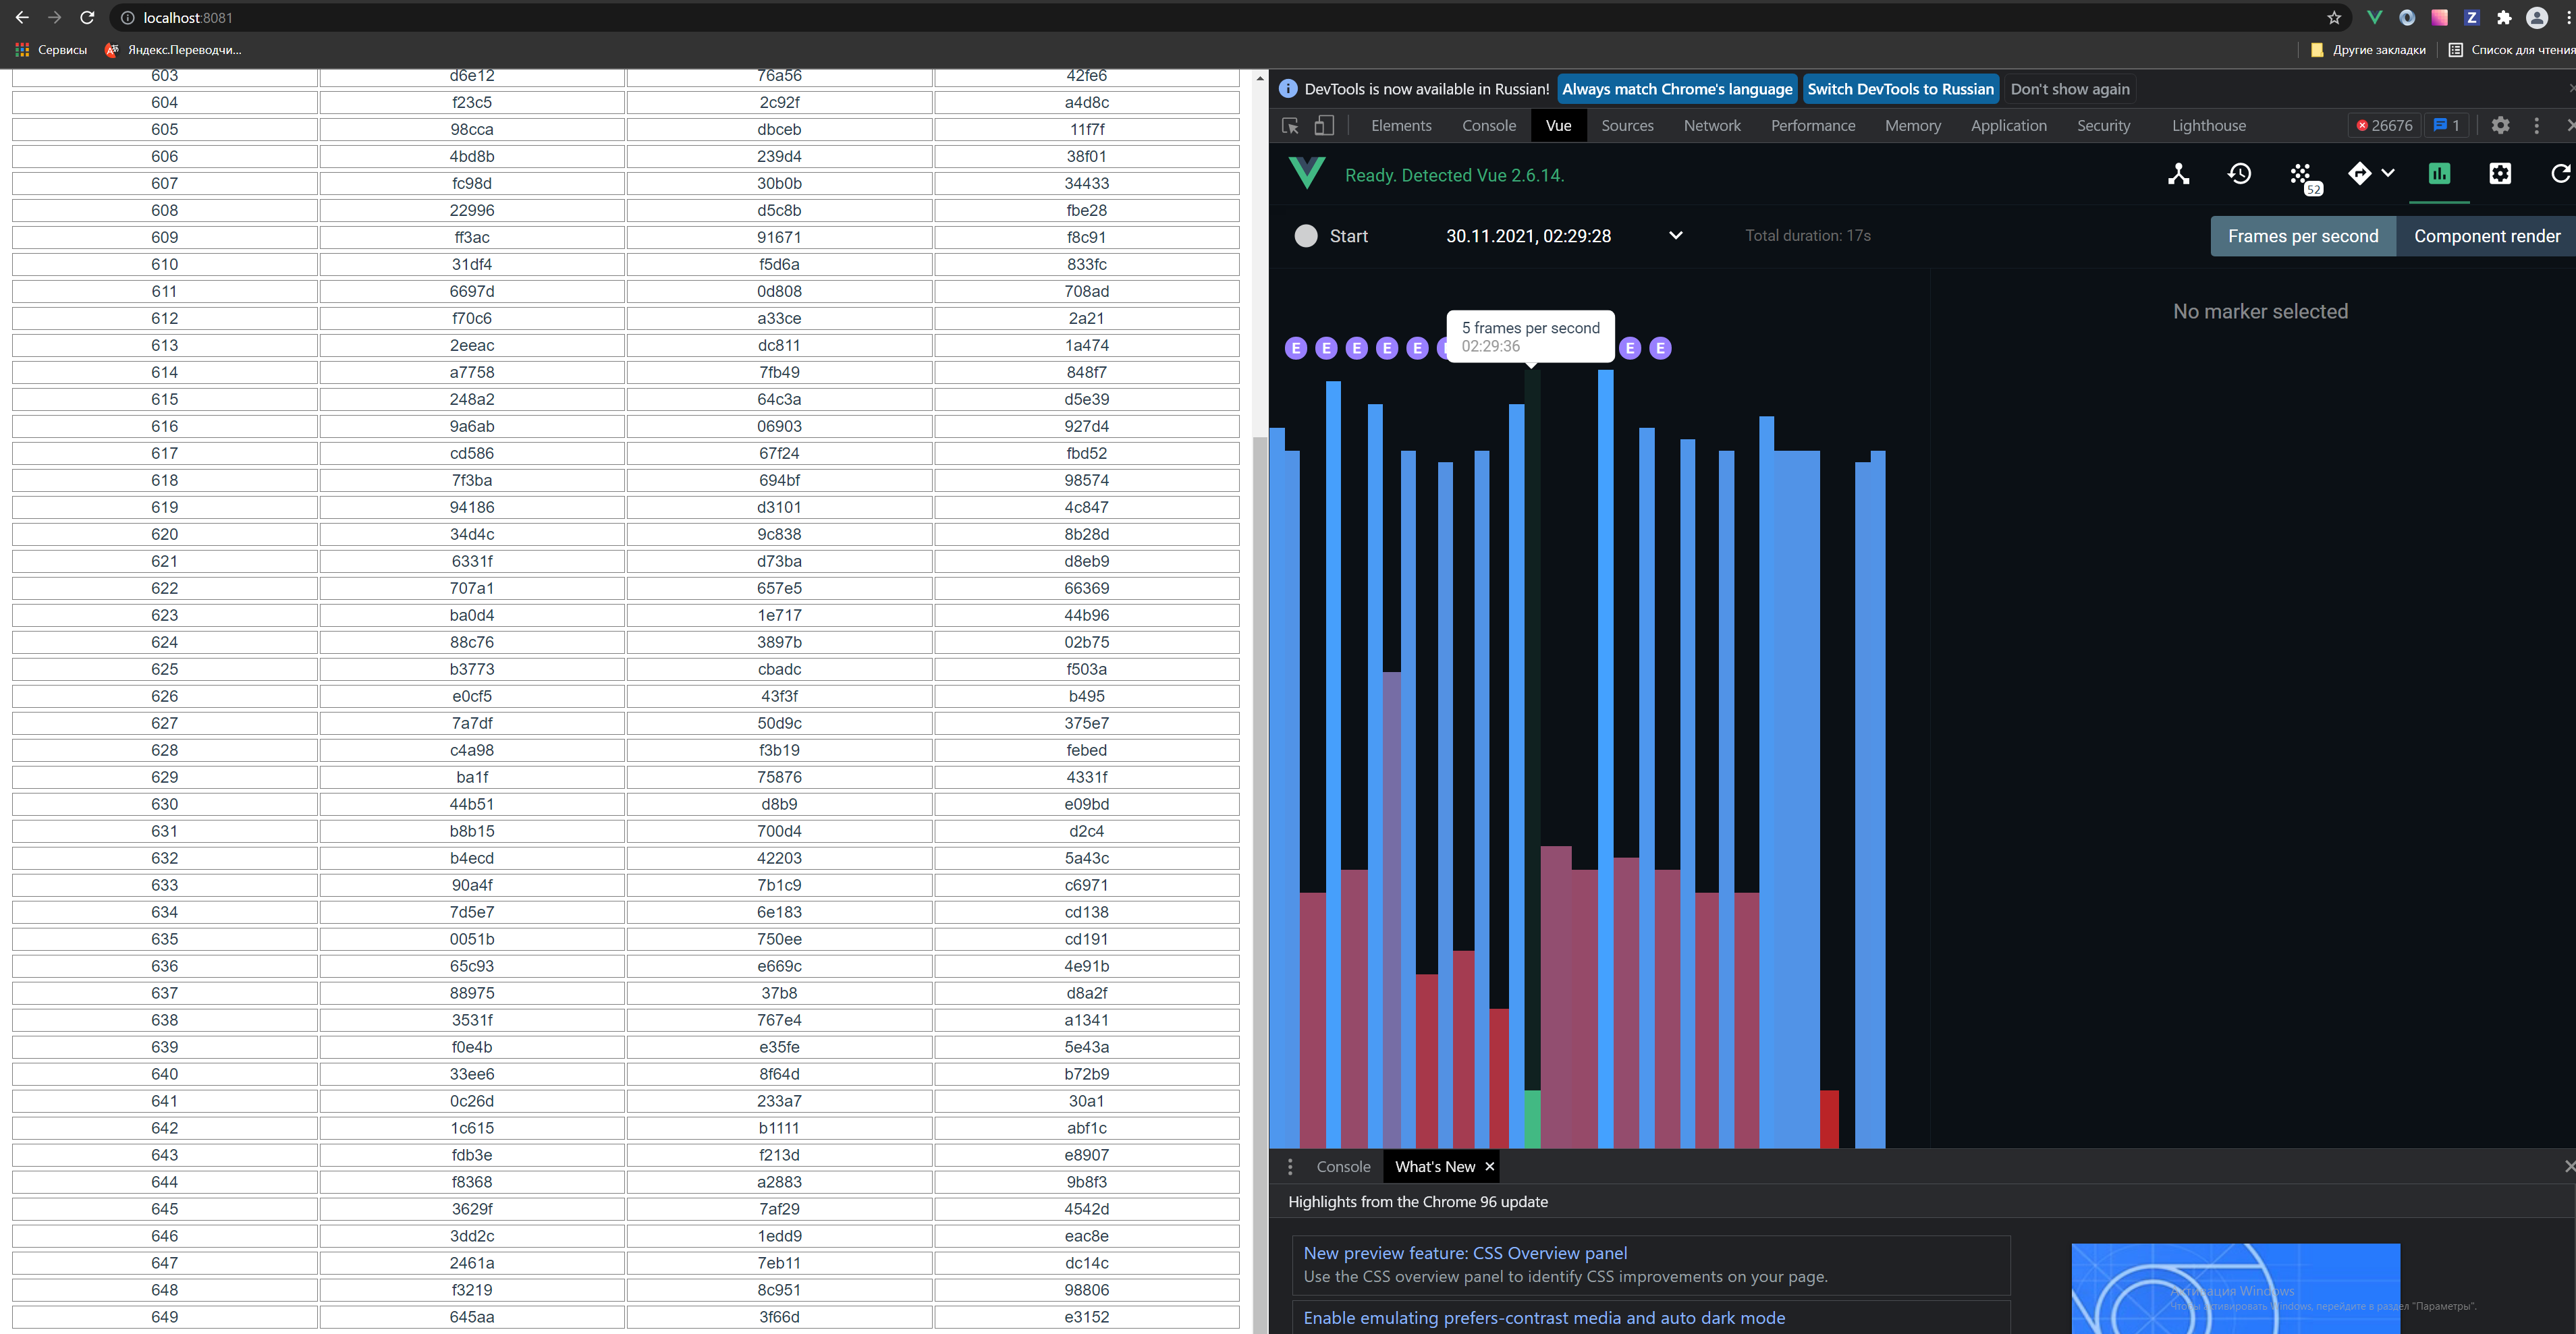 localhost:8081
Сервисы
Яндекс.Переводчи...
Другие закладки
Список для чтения
603 d6e12 76a56 42fe6
604 f23c5 2c92f a4d8c
605 98cca dbceb 11f7f
606 4bd8b 239d4 38f01
607 fc98d 30b0b 34433
608 22996 d5c8b fbe28
609 ff3ac 91671 f8c91
610 31df4 f5d6a 833fc
611 6697d 0d808 708ad
612 f70c6 a33ce 2a21
613 2eeac dc811 1a474
614 a7758 7fb49 848f7
615 248a2 64c3a d5e39
616 9a6ab 06903 927d4
617 cd586 67f24 fbd52
618 7f3ba 694bf 98574
619 94186 d3101 4c847
620 34d4c 9c838 8b28d
621 6331f d73ba d8eb9
622 707a1 657e5 66369
623 ba0d4 1e717 44b96
624 88c76 3897b 02b75
625 b3773 cbadc f503a
626 e0cf5 43f3f b495
627 7a7df 50d9c 375e7
628 c4a98 f3b19 febed
629 ba1f 75876 4331f
630 44b51 d8b9 e09bd
631 b8b15 700d4 d2c4
632 b4ecd 42203 5a43c
633 90a4f 7b1c9 c6971
634 7d5e7 6e183 cd138
635 0051b 750ee cd191
636 65c93 e669c 4e91b
637 88975 37b8 d8a2f
638 3531f 767e4 a1341
639 f0e4b e35fe 5e43a
640 33ee6 8f64d b72b9
641 0c26d 233a7 30a1
642 1c615 b1111 abf1c
643 fdb3e f213d e8907
644 f8368 a2883 9b8f3
645 3629f 7af29 4542d
646 3dd2c 1edd9 eac8e
647 2461a 7eb11 dc14c
648 f3219 8c951 98806
649 645aa 3f66d e3152
DevTools is now available in Russian! Always match Chrome's language Switch DevTools to Russian Don't show again
Elements Console Vue Sources Network Performance Memory Application Security Lighthouse 26676 1
Ready. Detected Vue 2.6.14.
52
Start 30.11.2021, 02:29:28 Total duration: 17s Frames per second Component render
No marker selected
5 frames per second
02:29:36
E E E E E E E
Console What's New
Highlights from the Chrome 96 update
New preview feature: CSS Overview panel
Use the CSS overview panel to identify CSS improvements on your page.
Enable emulating prefers-contrast media and auto dark mode
Активация Windows
Чтобы активировать Windows, перейдите в раздел "Параметры".